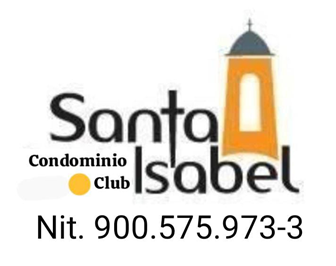 Santa
Condominio
Club Isabel
Nit. 900.575.973-3